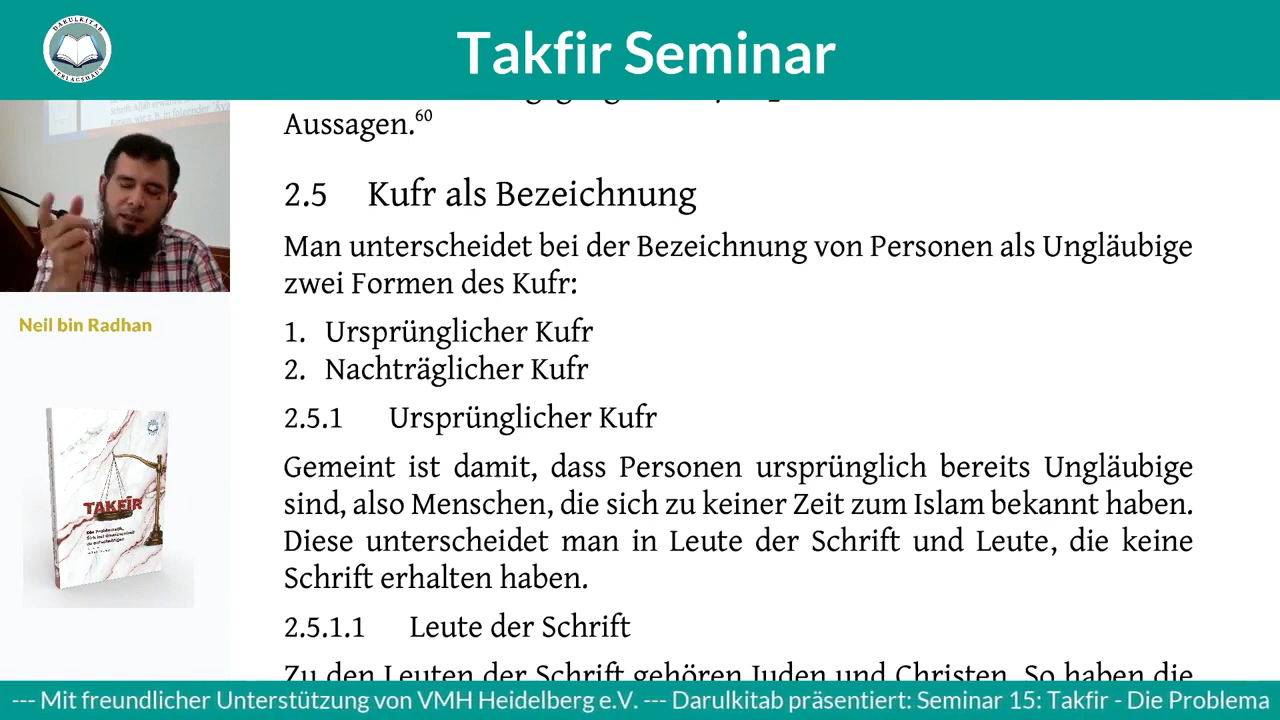 DARULKITAB
VERLAGSHAUS
Takfir Seminar
Aussagen.⁶⁰
2.5 Kufr als Bezeichnung
Man unterscheidet bei der Bezeichnung von Personen als Ungläubige
zwei Formen des Kufr:
1. Ursprünglicher Kufr
2. Nachträglicher Kufr
2.5.1 Ursprünglicher Kufr
Gemeint ist damit, dass Personen ursprünglich bereits Ungläubige
sind, also Menschen, die sich zu keiner Zeit zum Islam bekannt haben.
Diese unterscheidet man in Leute der Schrift und Leute, die keine
Schrift erhalten haben.
2.5.1.1 Leute der Schrift
Zu den Leuten der Schrift gehören Juden und Christen. So haben die
Neil bin Radhan
TAKFIR
--- Mit freundlicher Unterstützung von VMH Heidelberg e.V. --- Darulkitab präsentiert: Seminar 15: Takfir - Die Problema